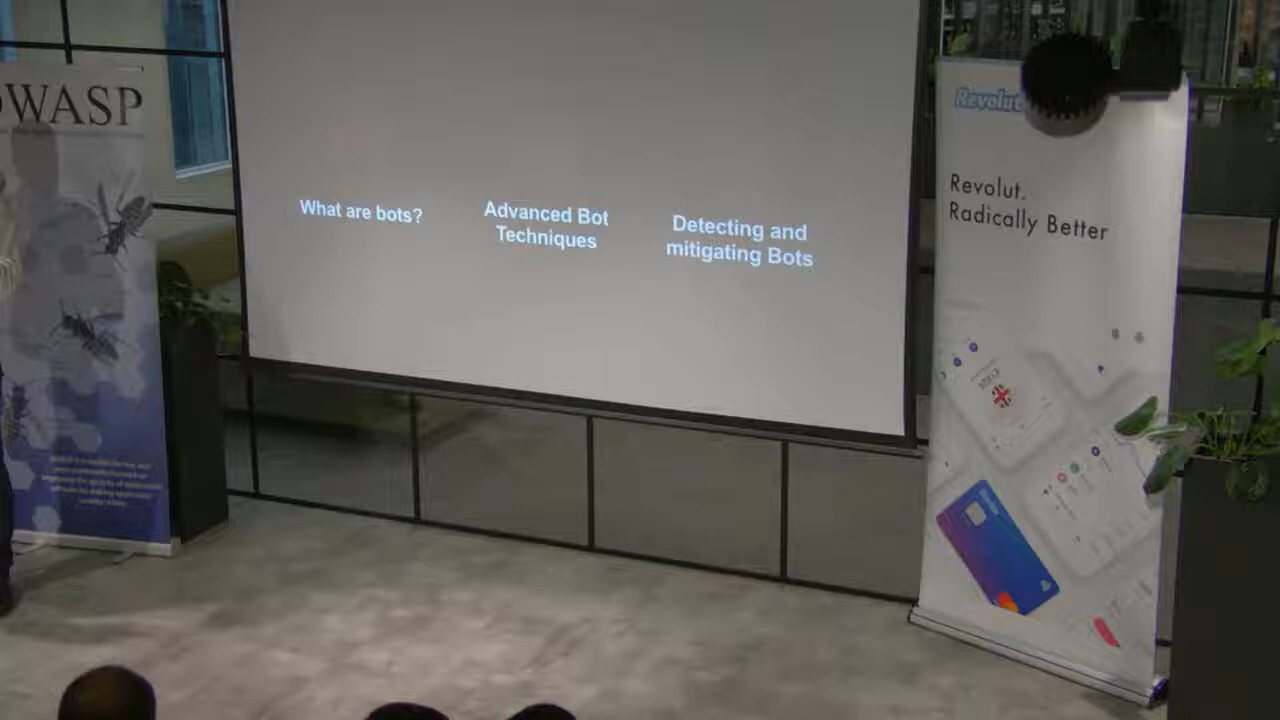 OWASP
What are bots?
Advanced Bot
Techniques
Detecting and
mitigating Bots
Revolut
Revolut.
Radically Better